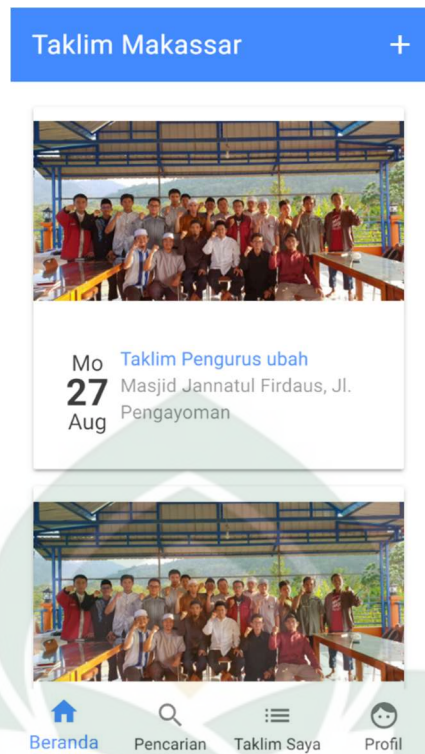 Taklim Makassar +
Mo
27
Aug
Taklim Pengurus ubah
Masjid Jannatul Firdaus, Jl.
Pengayoman
Beranda
Pencarian
Taklim Saya
Profil